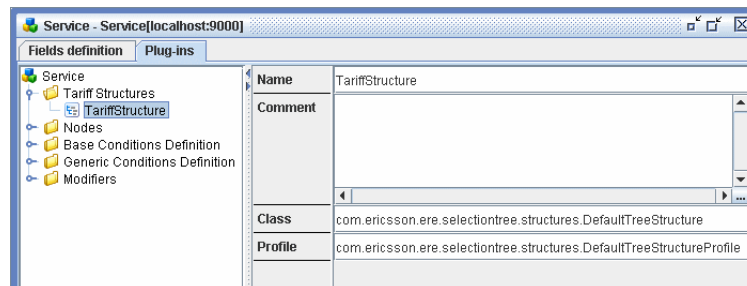 Service - Service[localhost:9000]
Fields definition Plug-ins
Service
Tariff Structures
TariffStructure
Nodes
Base Conditions Definition
Generic Conditions Definition
Modifiers
Name TariffStructure
Comment
...
Class com.ericsson.ere.selectiontree.structures.DefaultTreeStructure
Profile com.ericsson.ere.selectiontree.structures.DefaultTreeStructureProfile